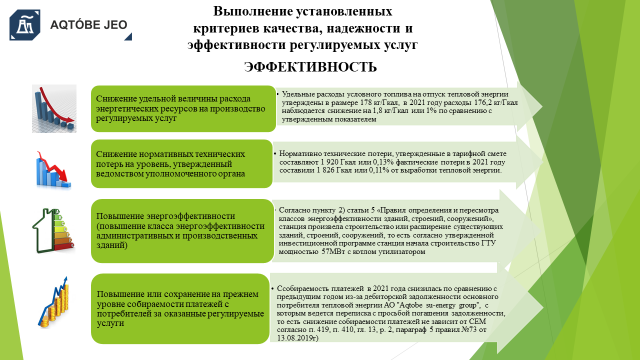 AQTÓBE JEO
Выполнение установленных
критериев качества, надежности и
эффективности регулируемых услуг
ЭФФЕКТИВНОСТЬ
Снижение удельной величины расхода
энергетических ресурсов на производство
регулируемых услуг
• Удельные расходы условного топлива на отпуск тепловой энергии
утверждены в размере 178 кг/Гкал, в 2021 году расходы 176,2 кг/Гкал
наблюдается снижение на 1,8 кг/Гкал или 1% по сравнению с
утвержденным показателем
Снижение нормативных технических
потерь на уровень, утвержденный
ведомством уполномоченного органа
• Нормативно технические потери, утвержденные в тарифной смете
составляют 1 920 Гкал или 0,13% фактические потери в 2021 году
составили 1 826 Гкал или 0,11% от выработки тепловой энергии.
Повышение энергоэффективности
(повышение класса энергоэффективности
административных и производственных
зданий)
• Согласно пункту 2) статьи 5 «Правил определения и пересмотра
классов энергоэффективности зданий, строений, сооружений»,
станция произвела строительство или расширение существующих
зданий, строений, сооружений, то есть согласно утвержденной
инвестиционной программе станция начала строительство ГТУ
мощностью 57МВт с котлом утилизатором
Повышение или сохранение на прежнем
уровне собираемости платежей с
потребителей за оказанные регулируемые
услуги
• Ссобираемость платежей в 2021 года снизилась по сравнению с
предыдущим годом из-за дебиторской задолженности основного
потребителя тепловой энергии АО "Aqtobe su-energy group", с
которым ведется переписка с просьбой погашения задолженности,
то есть снижение собираемости платежей не зависит от СЕМ
согласно п. 419, п. 410, гл. 13, р. 2, параграф 5 правил №73 от
13.08.2019г)